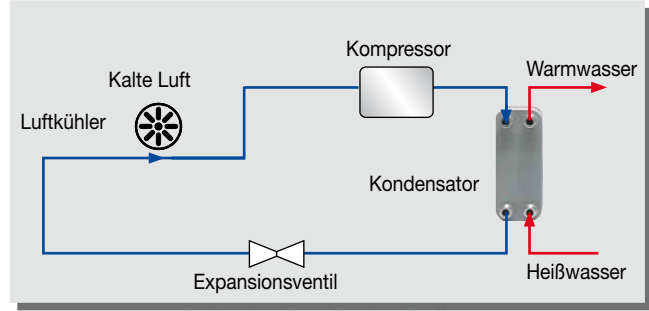 Kompressor
Kalte Luft
Warmwasser
Luftkühler
Kondensator
Expansionsventil
Heißwasser